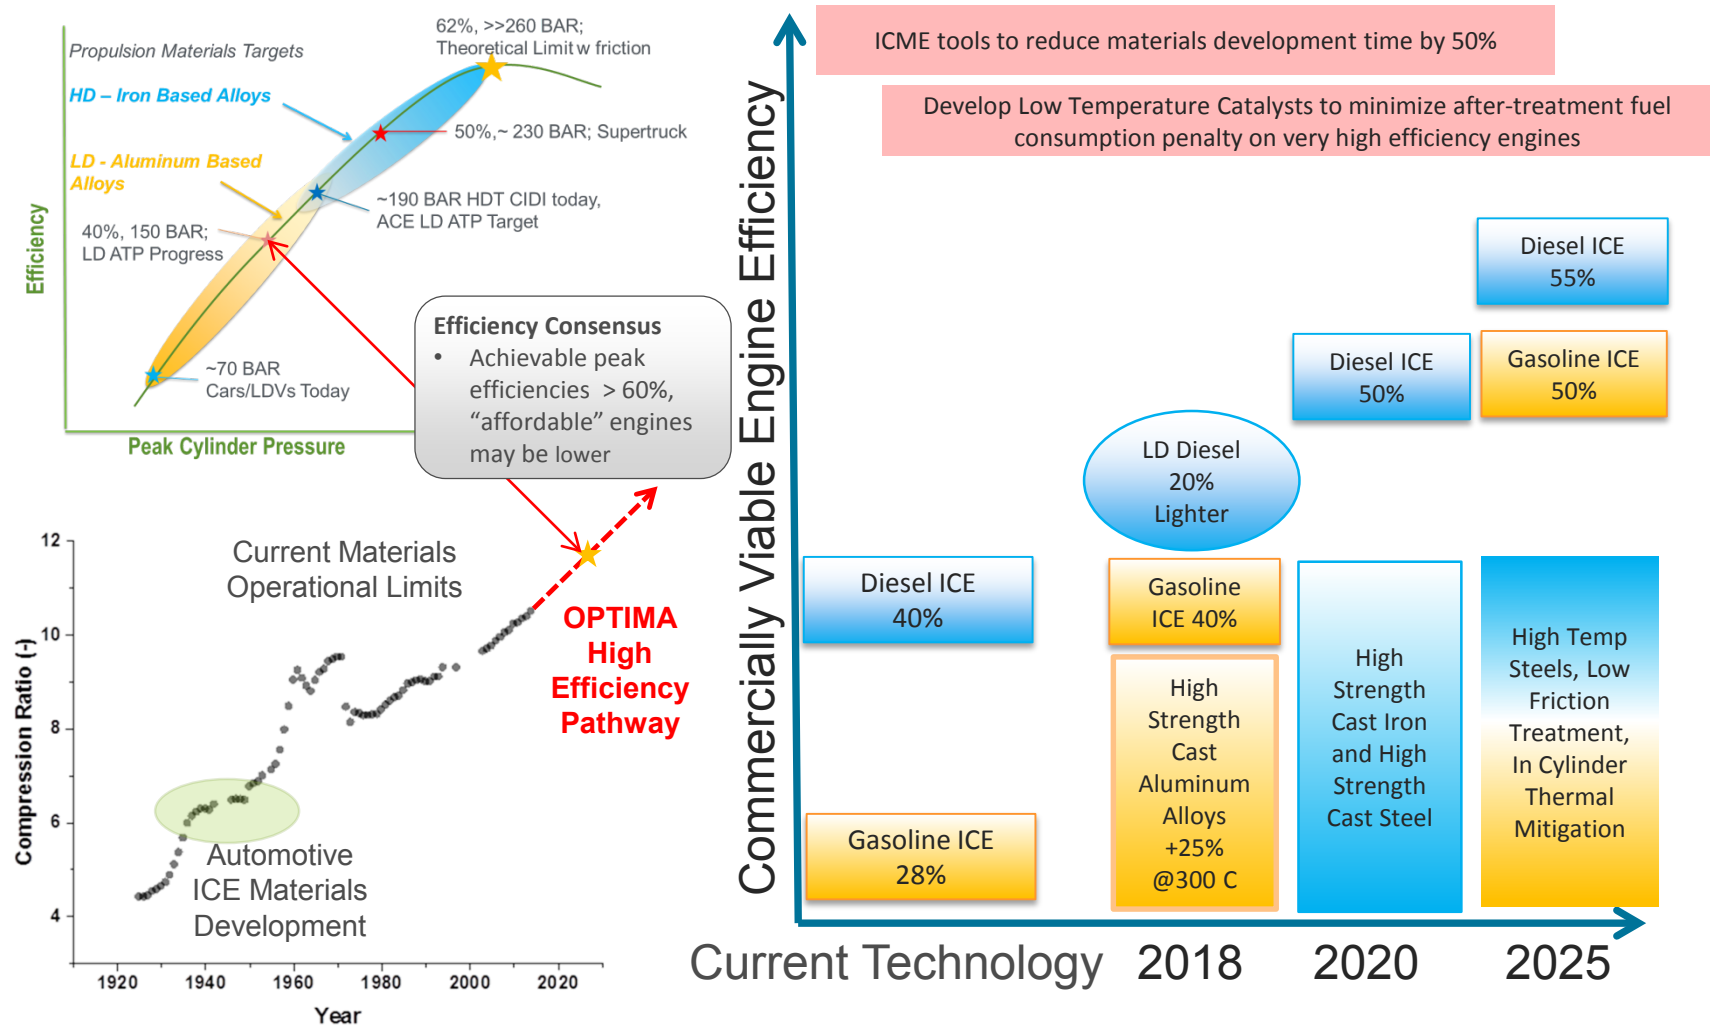 62%, >>260 BAR;
Theoretical Limit w friction
Propulsion Materials Targets
HD – Iron Based Alloys
50%,~ 230 BAR; Supertruck
LD - Aluminum Based
Alloys
~190 BAR HDT CIDI today,
ACE LD ATP Target
40%, 150 BAR;
LD ATP Progress
~70 BAR
Cars/LDVs Today
Efficiency
Peak Cylinder Pressure
Efficiency Consensus
• Achievable peak
efficiencies > 60%,
“affordable” engines
may be lower
Current Materials
Operational Limits
OPTIMA
High
Efficiency
Pathway
Automotive
ICE Materials
Development
Compression Ratio (-)
12
10
8
6
4
1920 1940 1960 1980 2000 2020
Year
Commercially Viable Engine Efficiency
ICME tools to reduce materials development time by 50%
Develop Low Temperature Catalysts to minimize after-treatment fuel
consumption penalty on very high efficiency engines
Diesel ICE
40%
Gasoline ICE
28%
LD Diesel
20%
Lighter
Gasoline
ICE 40%
High
Strength
Cast
Aluminum
Alloys
+25%
@300 C
Diesel ICE
50%
High
Strength
Cast Iron
and High
Strength
Cast Steel
Diesel ICE
55%
Gasoline ICE
50%
High Temp
Steels, Low
Friction
Treatment,
In Cylinder
Thermal
Mitigation
Current Technology 2018 2020 2025